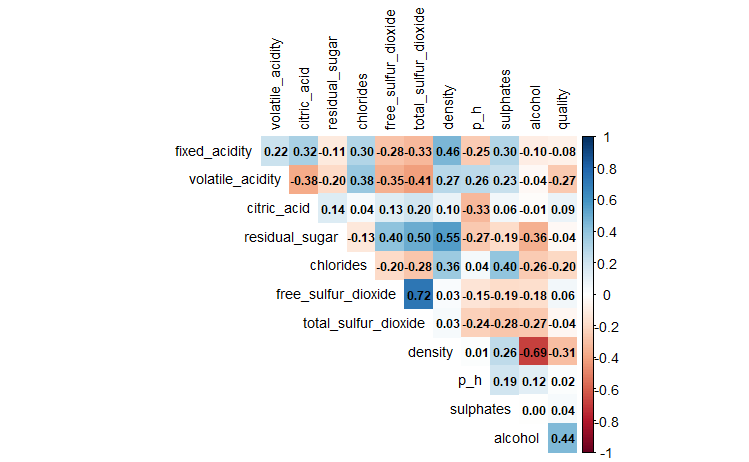 volatile_acidity
citric_acid
residual_sugar
chlorides
free_sulfur_dioxide
total_sulfur_dioxide
density
p_h
sulphates
alcohol
quality
fixed_acidity 0.22 0.32 -0.11 0.30 -0.28 -0.33 0.46 -0.25 0.30 -0.10 -0.08
volatile_acidity -0.38 -0.20 0.38 -0.35 -0.41 0.27 0.26 0.23 -0.04 -0.27
citric_acid 0.14 0.04 0.13 0.20 0.10 -0.33 0.06 -0.01 0.09
residual_sugar -0.13 0.40 0.50 0.55 -0.27 -0.19 -0.36 -0.04
chlorides -0.20 -0.28 0.36 0.04 0.40 -0.26 -0.20
free_sulfur_dioxide 0.72 0.03 -0.15 -0.19 -0.18 0.06
total_sulfur_dioxide 0.03 -0.24 -0.28 -0.27 -0.04
density 0.01 0.26 -0.69 -0.31
p_h 0.19 0.12 0.02
sulphates 0.00 0.04
alcohol 0.44
1
0.8
0.6
0.4
0.2
0
-0.2
-0.4
-0.6
-0.8
-1